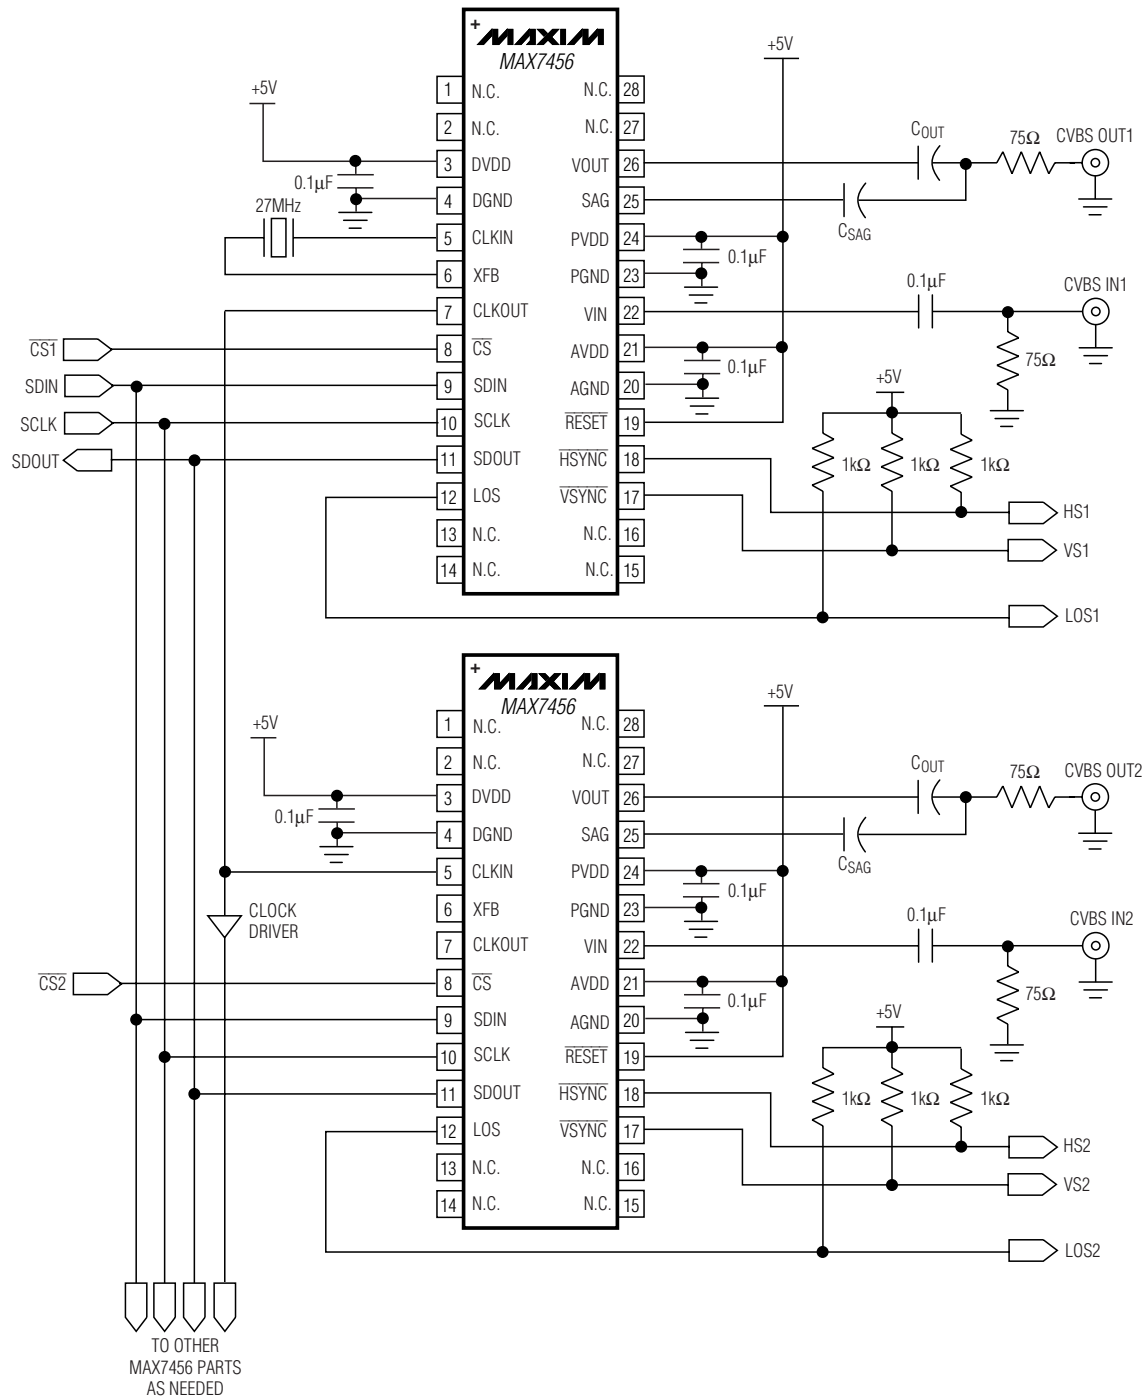 +
MAXIM
MAX7456
+5V
+5V
1 N.C. N.C. 28
2 N.C. N.C. 27
3 DVDD VOUT 26
4 DGND SAG 25
5 CLKIN PVDD 24
6 XFB PGND 23
7 CLKOUT VIN 22
8 CS AVDD 21
9 SDIN AGND 20
10 SCLK RESET 19
11 SDOUT HSYNC 18
12 LOS VSYNC 17
13 N.C. N.C. 16
14 N.C. N.C. 15
0.1µF
27MHz
CS1
SDIN
SCLK
SDOUT
COUT
75Ω
CVBS OUT1
CSAG
0.1µF
0.1µF
CVBS IN1
75Ω
0.1µF
+5V
1kΩ 1kΩ 1kΩ
HS1
VS1
LOS1
+
MAXIM
MAX7456
+5V
+5V
1 N.C. N.C. 28
2 N.C. N.C. 27
3 DVDD VOUT 26
4 DGND SAG 25
5 CLKIN PVDD 24
6 XFB PGND 23
7 CLKOUT VIN 22
8 CS AVDD 21
9 SDIN AGND 20
10 SCLK RESET 19
11 SDOUT HSYNC 18
12 LOS VSYNC 17
13 N.C. N.C. 16
14 N.C. N.C. 15
0.1µF
CLOCK
DRIVER
CS2
COUT
75Ω
CVBS OUT2
CSAG
0.1µF
0.1µF
CVBS IN2
75Ω
0.1µF
+5V
1kΩ 1kΩ 1kΩ
HS2
VS2
LOS2
TO OTHER
MAX7456 PARTS
AS NEEDED